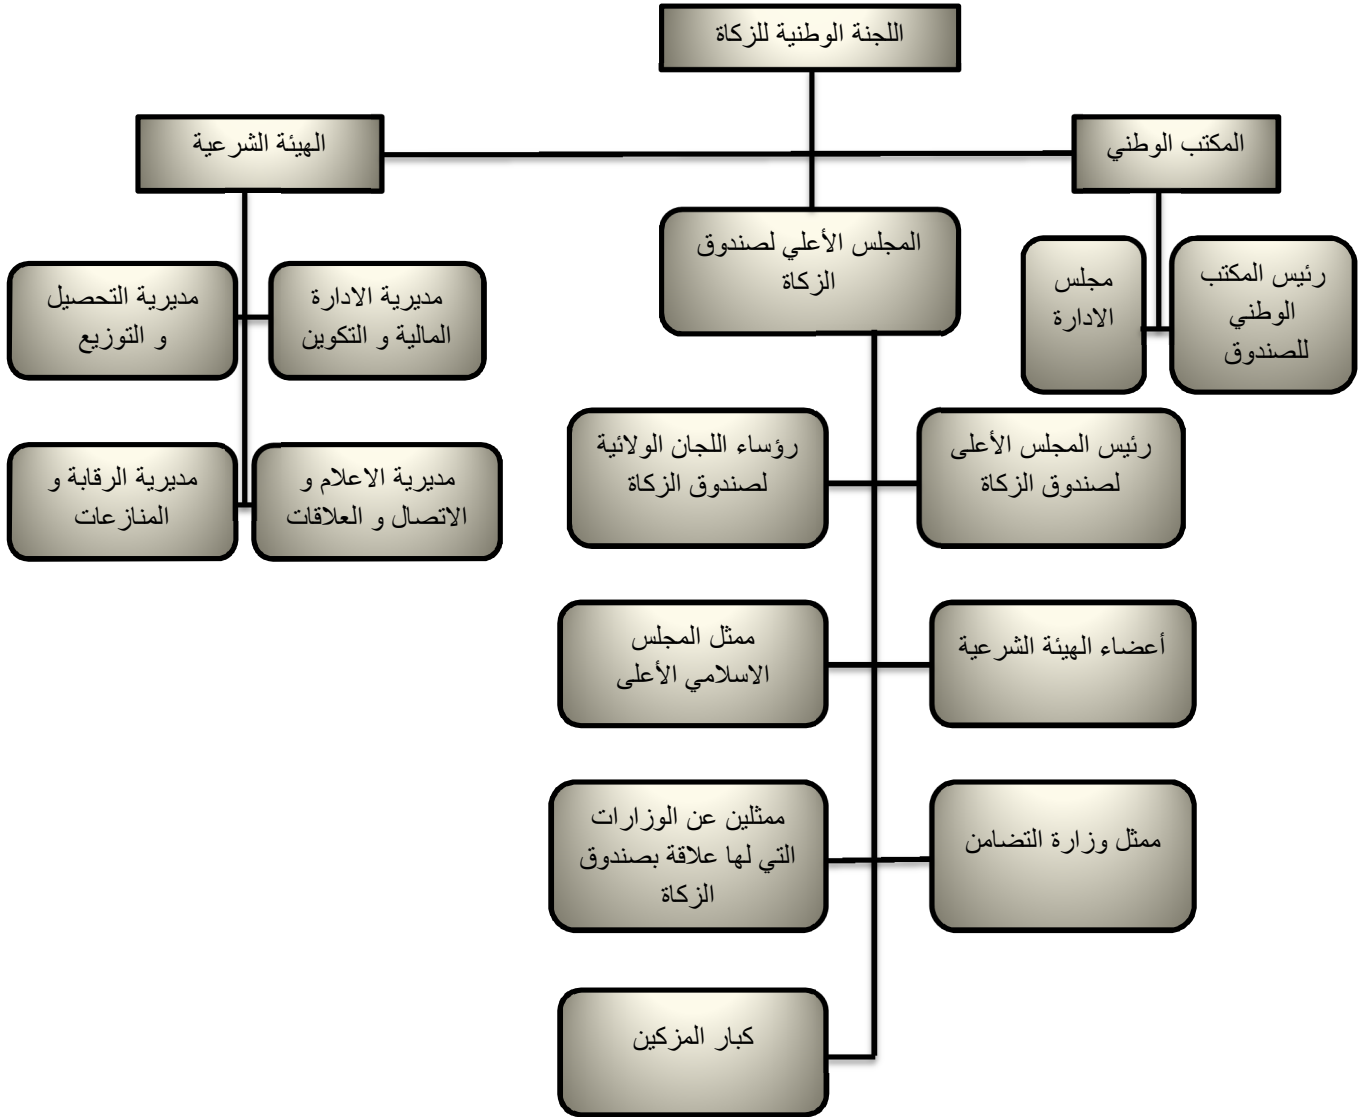 اللجنة الوطنية للزكاة
المكتب الوطني
الهيئة الشرعية
المجلس الأعلي لصندوق
الزكاة
رئيس المكتب
الوطني
للصندوق
مجلس
الادارة
مديرية الادارة
المالية و التكوين
مديرية التحصيل
و التوزيع
رئيس المجلس الأعلى
لصندوق الزكاة
رؤساء اللجان الولائية
لصندوق الزكاة
مديرية الاعلام و
الاتصال و العلاقات
مديرية الرقابة و
المنازعات
أعضاء الهيئة الشرعية
ممثل المجلس
الاسلامي الأعلى
ممثل وزارة التضامن
ممثلين عن الوزارات
التي لها علاقة بصندوق
الزكاة
كبار المزكين